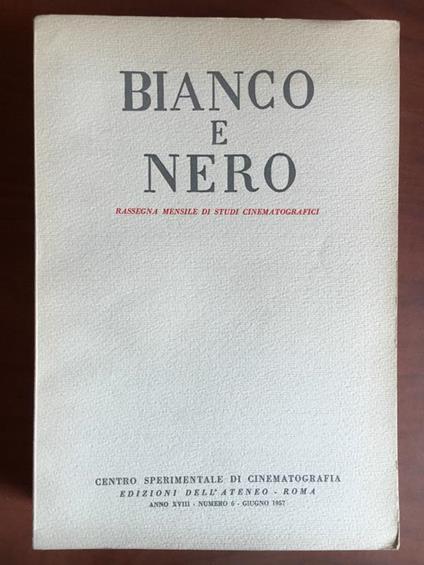 BIANCO
E
NERO
RASSEGNA MENSILE DI STUDI CINEMATOGRAFICI
CENTRO SPERIMENTALE DI CINEMATOGRAFIA
EDIZIONI DELL'ATENEO - ROMA
ANNO XVIII - NUMERO 6 - GIUGNO 1957